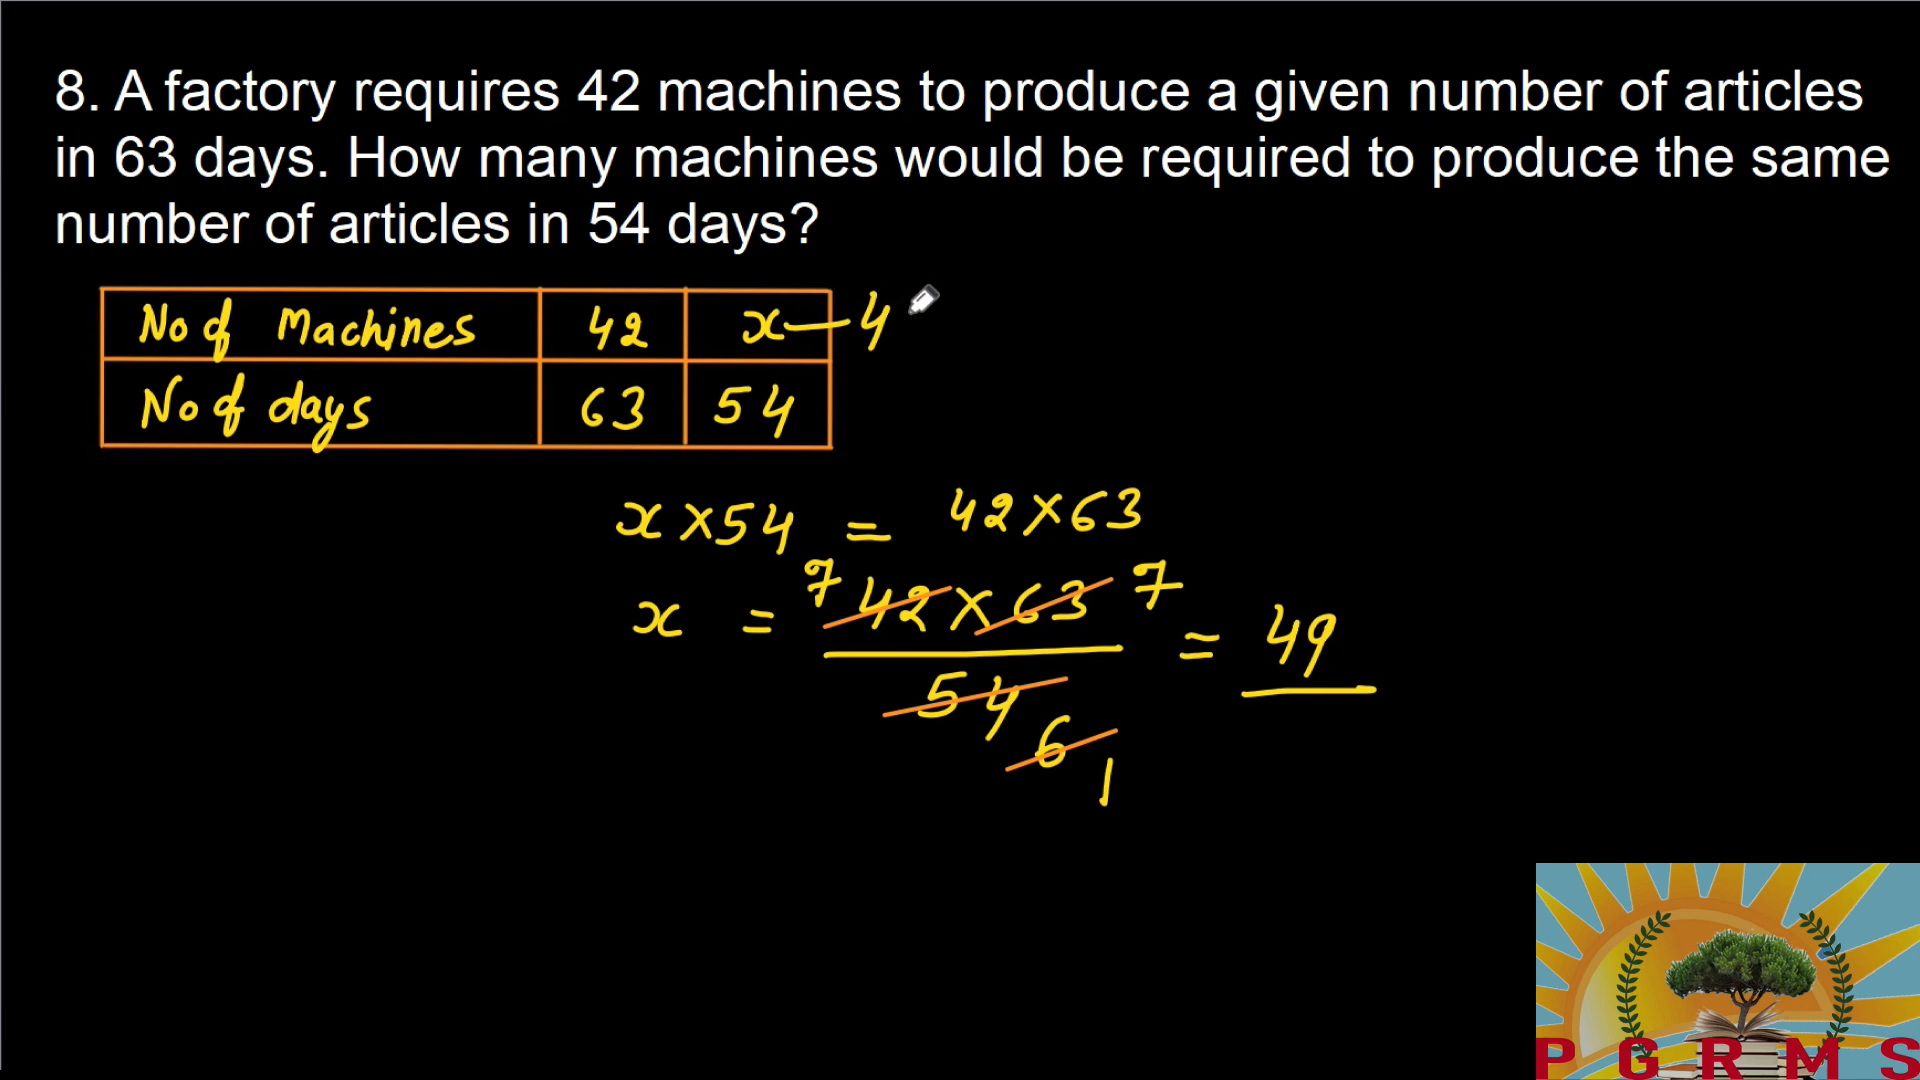 8. A factory requires 42 machines to produce a given number of articles
in 63 days. How many machines would be required to produce the same
number of articles in 54 days?
No of Machines 42 x — 4
No of days 63 54
x × 54 = 42 × 63
x = 7 42 × 63 7 = 49
54
6
1
PGRMS